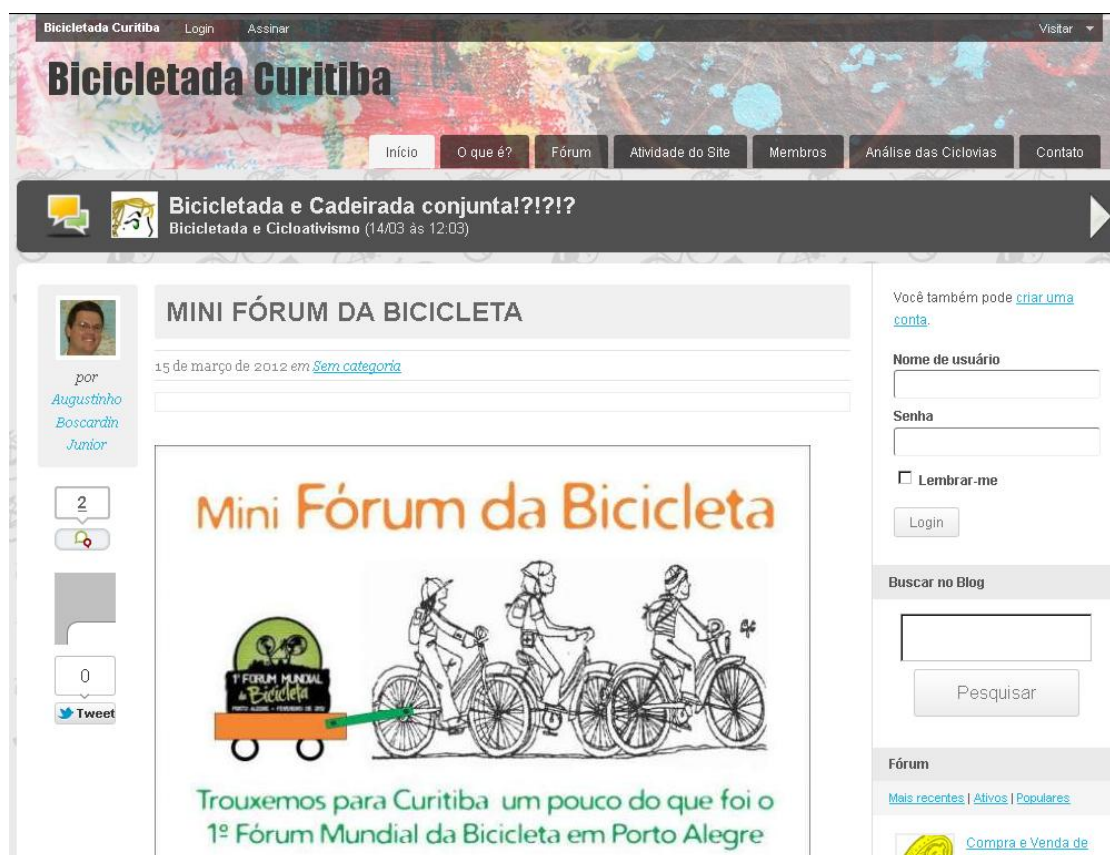 Bicicletada Curitiba Login Assinar Visitar
Bicicletada Curitiba
Início O que é? Fórum Atividade do Site Membros Análise das Ciclovias Contato
Bicicletada e Cadeirada conjunta!?!?!?
Bicicletada e Cicloativismo (14/03 às 12:03)
por
Augustinho
Boscardin
Junior
2
0
Tweet
MINI FÓRUM DA BICICLETA
15 de março de 2012 em Sem categoria
Mini Fórum da Bicicleta
1º FORUM MUNDIAL
da Bicicleta
PORTO ALEGRE - FEVEREIRO DE 2012
Trouxemos para Curitiba um pouco do que foi o
1º Fórum Mundial da Bicicleta em Porto Alegre
Você também pode criar uma
conta.
Nome de usuário
Senha
Lembrar-me
Login
Buscar no Blog
Pesquisar
Fórum
Mais recentes | Ativos | Populares
Compra e Venda de